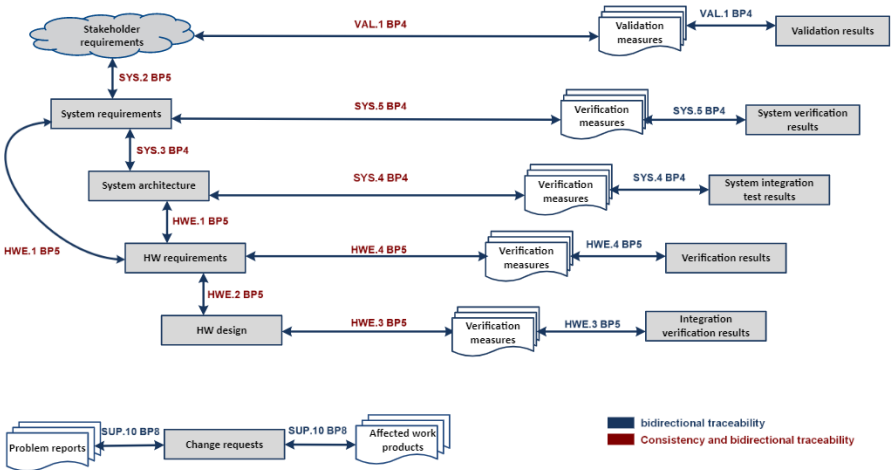 Stakeholder
requirements
VAL.1 BP4
Validation
measures
VAL.1 BP4
Validation results
SYS.2 BP5
System requirements
SYS.5 BP4
Verification
measures
SYS.5 BP4
System verification
results
SYS.3 BP4
System architecture
SYS.4 BP4
Verification
measures
SYS.4 BP4
System integration
test results
HWE.1 BP5
HWE.1 BP5
HW requirements
HWE.4 BP5
Verification
measures
HWE.4 BP5
Verification results
HWE.2 BP5
HW design
HWE.3 BP5
Verification
measures
HWE.3 BP5
Integration
verification results
Problem reports
SUP.10 BP8
Change requests
SUP.10 BP8
Affected work
products
bidirectional traceability
Consistency and bidirectional traceability